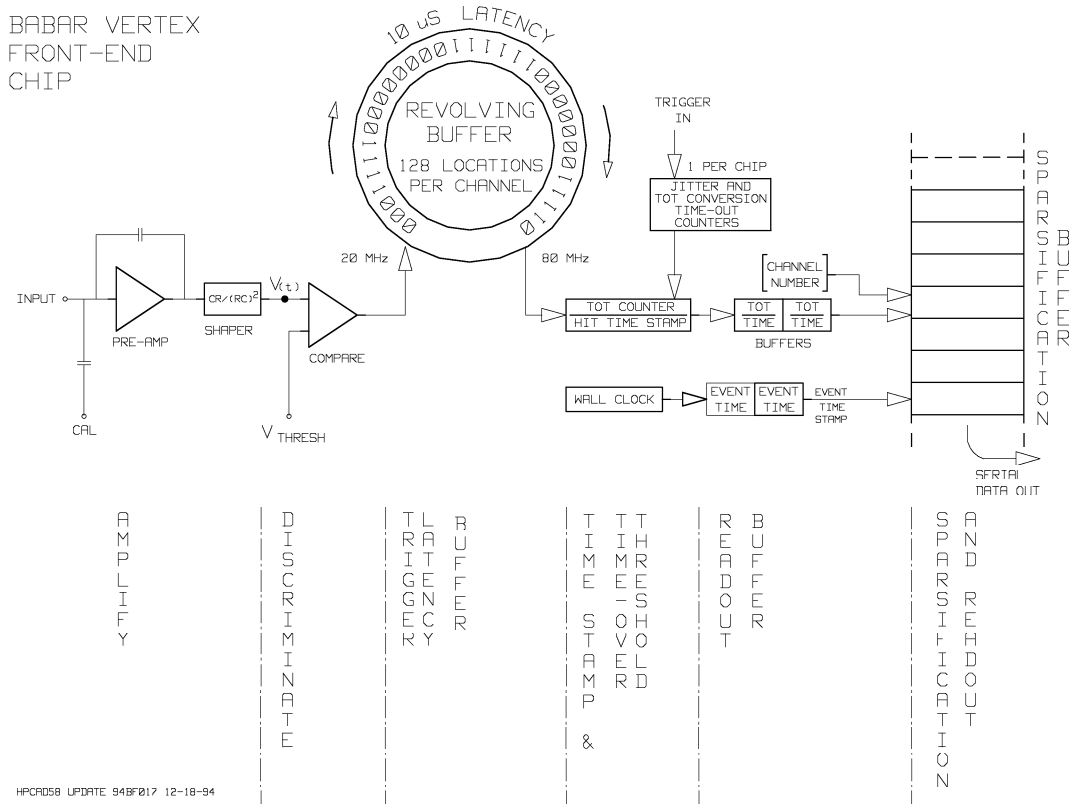 BABAR VERTEX
FRONT-END
CHIP
10 uS LATENCY
REVOLVING
BUFFER
128 LOCATIONS
PER CHANNEL
TRIGGER
IN
1 PER CHIP
JITTER AND
TOT CONVERSION
TIME-OUT
COUNTERS
20 MHz
80 MHz
INPUT
PRE-AMP
CR/(RC)²
SHAPER
V(t)
COMPARE
CAL
V THRESH
TOT COUNTER
HIT TIME STAMP
TOT TOT
TIME TIME
BUFFERS
CHANNEL
NUMBER
WALL CLOCK
EVENT EVENT
TIME TIME
EVENT
TIME
STAMP
SPARSIFICATION
BUFFER
SERIAL
DATA OUT
AMPLIFY
DISCRIMINATE
TRIGGER
LATENCY
BUFFER
TIME STAMP &
TIME-OVER
THRESHOLD
READOUT
BUFFER
SPARSIFICATION
AND READOUT
HPCAD58 UPDATE 94BF017 12-18-94